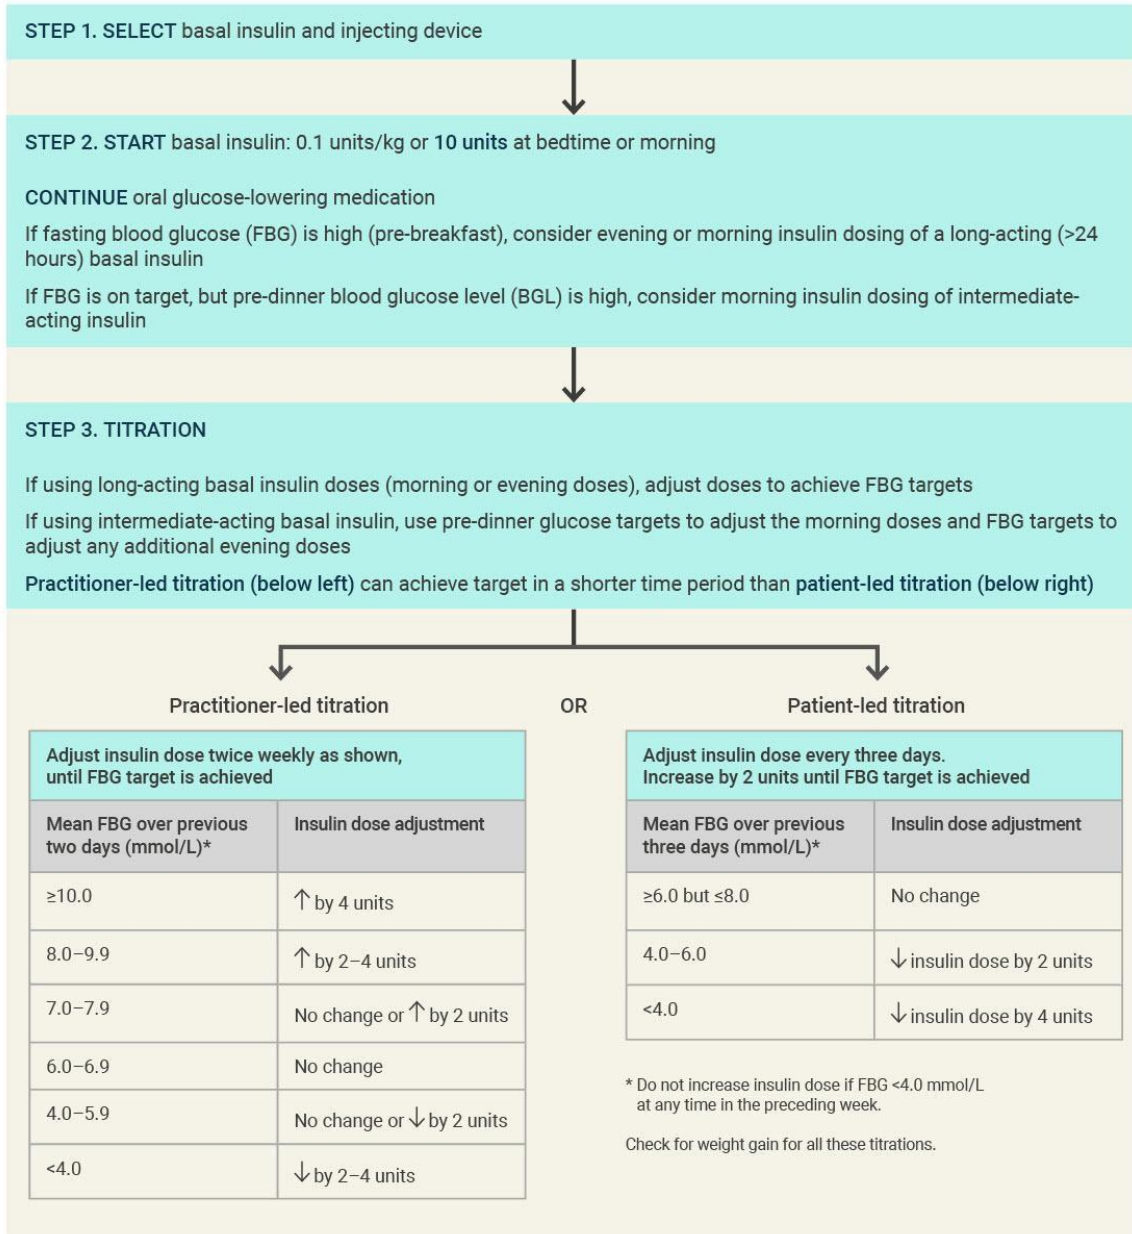 STEP 1. SELECT basal insulin and injecting device
STEP 2. START basal insulin: 0.1 units/kg or 10 units at bedtime or morning
CONTINUE oral glucose-lowering medication
If fasting blood glucose (FBG) is high (pre-breakfast), consider evening or morning insulin dosing of a long-acting (>24
hours) basal insulin
If FBG is on target, but pre-dinner blood glucose level (BGL) is high, consider morning insulin dosing of intermediate-
acting insulin
STEP 3. TITRATION
If using long-acting basal insulin doses (morning or evening doses), adjust doses to achieve FBG targets
If using intermediate-acting basal insulin, use pre-dinner glucose targets to adjust the morning doses and FBG targets to
adjust any additional evening doses
Practitioner-led titration (below left) can achieve target in a shorter time period than patient-led titration (below right)
Practitioner-led titration
OR
Patient-led titration
Adjust insulin dose twice weekly as shown,
until FBG target is achieved
Mean FBG over previous
two days (mmol/L)*
Insulin dose adjustment
≥10.0
↑ by 4 units
8.0–9.9
↑ by 2–4 units
7.0–7.9
No change or ↑ by 2 units
6.0–6.9
No change
4.0–5.9
No change or ↓ by 2 units
<4.0
↓ by 2–4 units
Adjust insulin dose every three days.
Increase by 2 units until FBG target is achieved
Mean FBG over previous
three days (mmol/L)*
Insulin dose adjustment
≥6.0 but ≤8.0
No change
4.0–6.0
↓ insulin dose by 2 units
<4.0
↓ insulin dose by 4 units
* Do not increase insulin dose if FBG <4.0 mmol/L
at any time in the preceding week.
Check for weight gain for all these titrations.